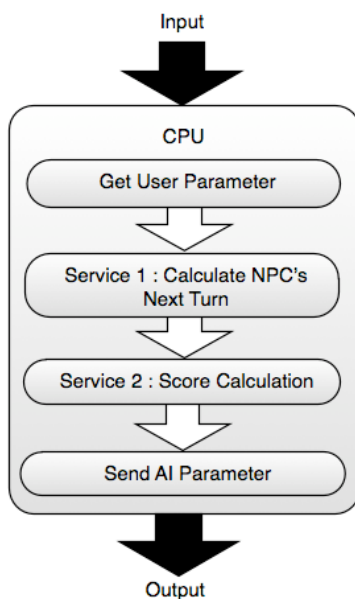 Input
CPU
Get User Parameter
Service 1 : Calculate NPC's
Next Turn
Service 2 : Score Calculation
Send AI Parameter
Output